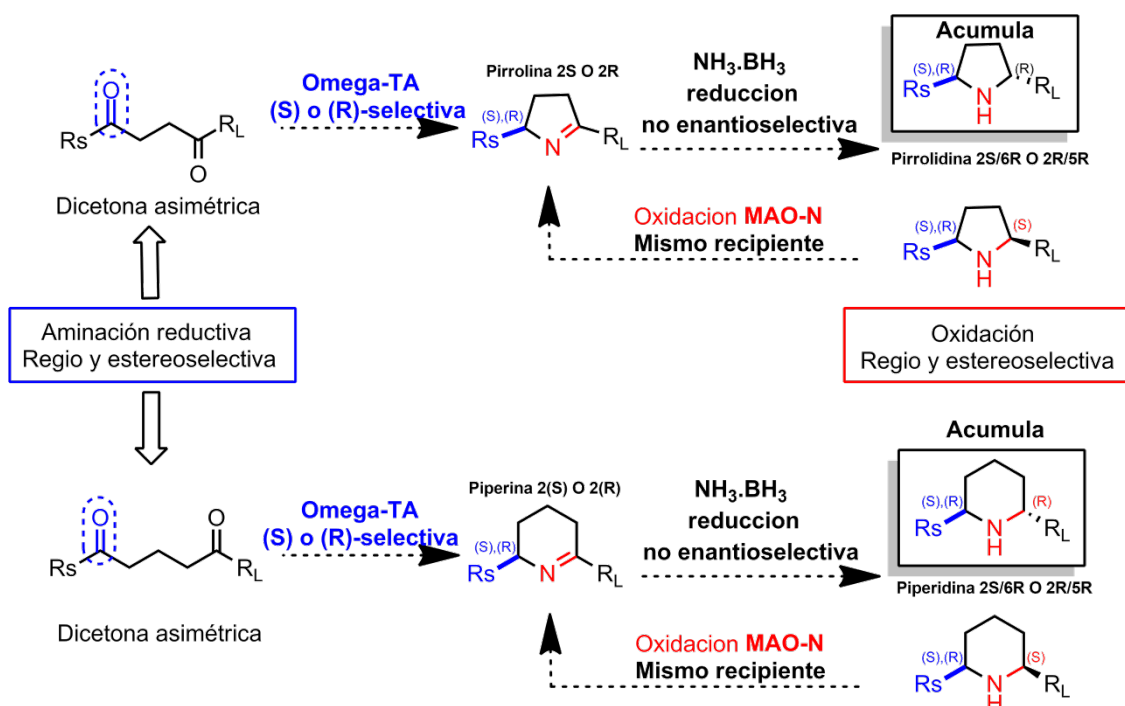 Acumula
Omega-TA
(S) o (R)-selectiva
Pirrolina 2S O 2R
NH3.BH3
reduccion
no enantioselectiva
O
Rs
RL
O
(S),(R)
Rs
N
RL
(S),(R)
(R)
Rs
N
H
RL
Pirrolidina 2S/6R O 2R/5R
Dicetona asimétrica
Oxidacion MAO-N
Mismo recipiente
(S),(R)
(S)
Rs
N
H
RL
Aminación reductiva
Regio y estereoselectiva
Oxidación
Regio y estereoselectiva
Acumula
Omega-TA
(S) o (R)-selectiva
Piperina 2(S) O 2(R)
NH3.BH3
reduccion
no enantioselectiva
O
O
Rs
RL
(S),(R)
Rs
N
RL
(S),(R)
(R)
Rs
N
H
RL
Piperidina 2S/6R O 2R/5R
Dicetona asimétrica
Oxidacion MAO-N
Mismo recipiente
(S),(R)
(S)
Rs
N
H
RL